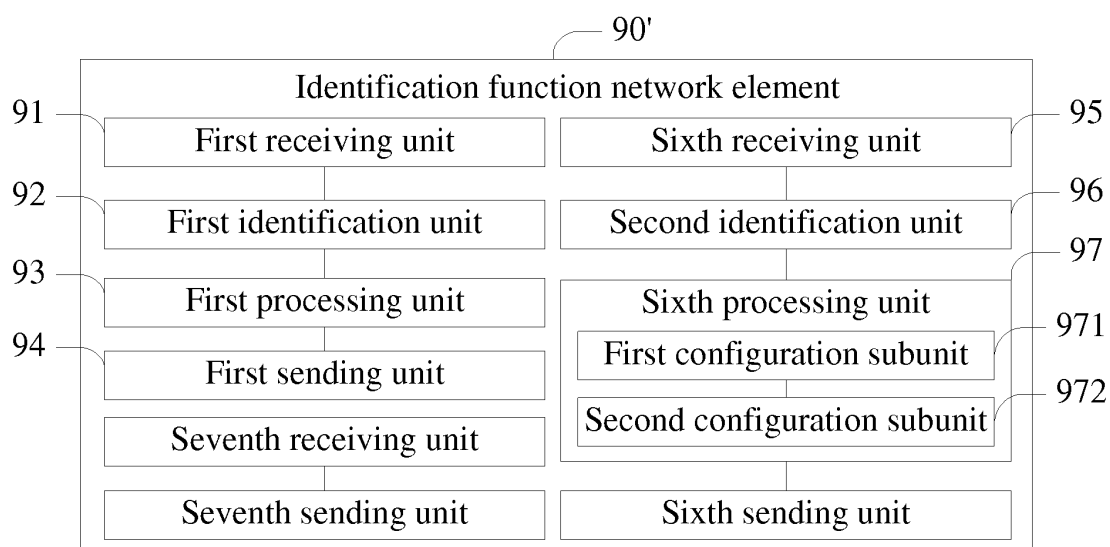 90'
Identification function network element
91
First receiving unit
Sixth receiving unit
95
92
First identification unit
Second identification unit
96
93
First processing unit
Sixth processing unit
97
First configuration subunit
971
94
First sending unit
Second configuration subunit
972
Seventh receiving unit
Seventh sending unit
Sixth sending unit